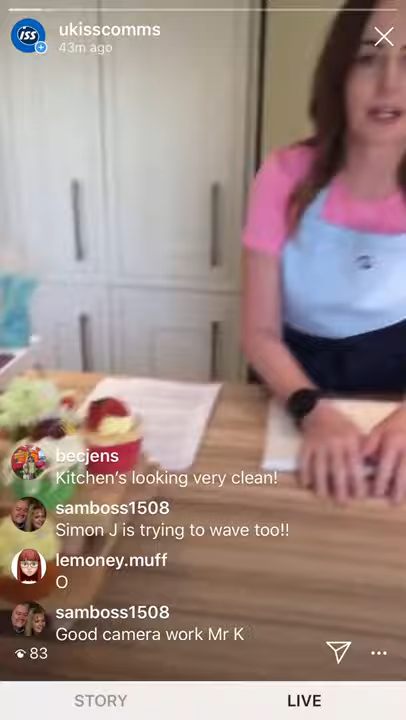 ISS
ukisscomms
43m ago
becjens
Kitchen's looking very clean!
samboss1508
Simon J is trying to wave too!!
lemoney.muff
O
samboss1508
Good camera work Mr K
83
STORY
LIVE